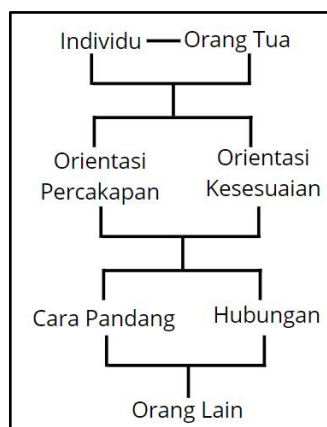 Individu Orang Tua
Orientasi Percakapan
Orientasi Kesesuaian
Cara Pandang Hubungan
Orang Lain